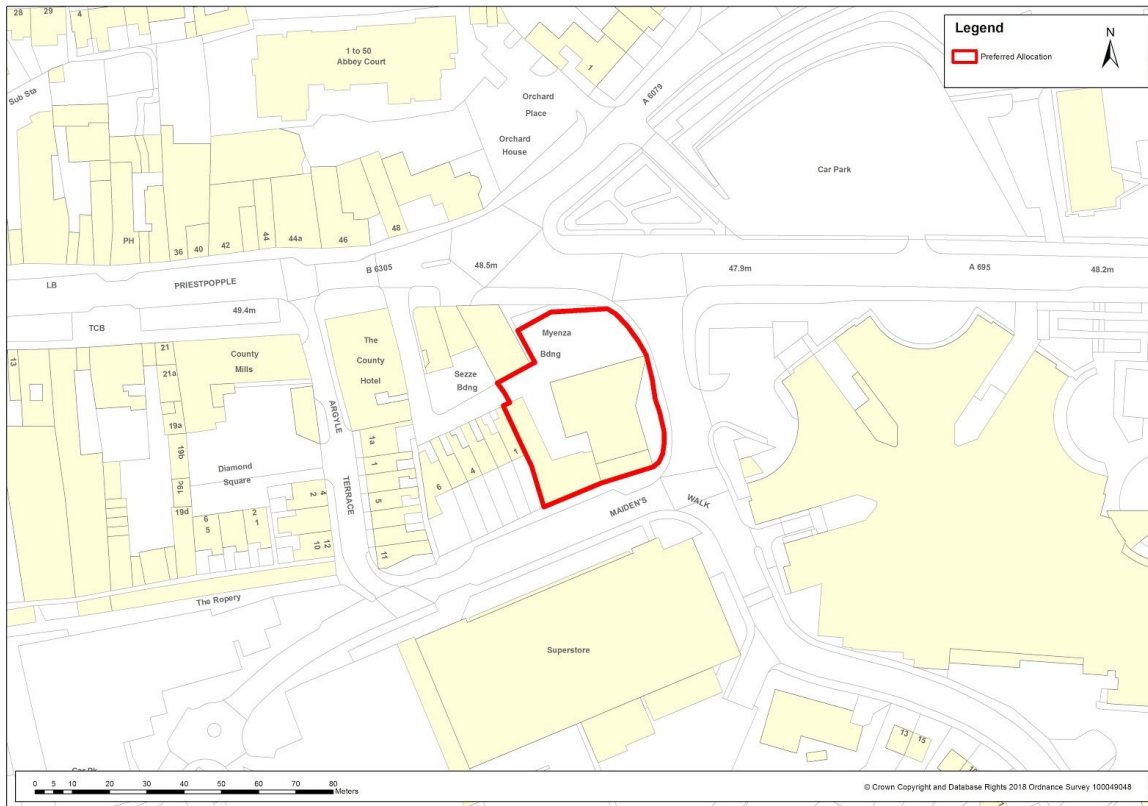 28
29
4
1 to 50
Abbey Court
1
Orchard
Place
A 6079
Sub Sta
Orchard
House
Car Park
Legend
Preferred Allocation
N
PH
36
40
42
44
44a
46
48
B 6305
48.5m
47.9m
A 695
48.2m
LB
PRIESTPOPPLE
49.4m
TCB
13
21
21a
County
Mills
The
County
Hotel
Myenza
Bdng
Sezze
Bdng
19a
19b
19c
19d
Diamond
Square
ARGYLE
TERRACE
1a
1
5
11
6
4
1
2
4
10
12
6
5
2
1
MAIDEN'S
WALK
The Ropery
Superstore
13
15
Car Pk
0 5 10 20 30 40 50 60 70 80
Meters
© Crown Copyright and Database Rights 2018 Ordnance Survey 100049048